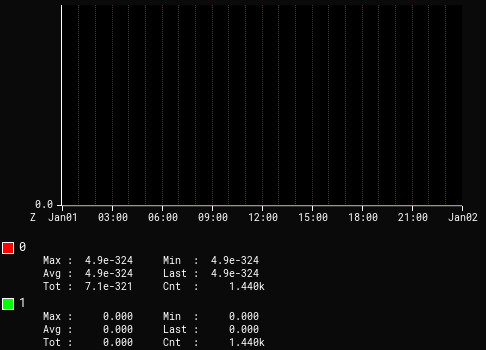 0.0
Z Jan01 03:00 06:00 09:00 12:00 15:00 18:00 21:00 Jan02
0
Max : 4.9e-324 Min : 4.9e-324
Avg : 4.9e-324 Last : 4.9e-324
Tot : 7.1e-321 Cnt : 1.440k
1
Max : 0.000 Min : 0.000
Avg : 0.000 Last : 0.000
Tot : 0.000 Cnt : 1.440k